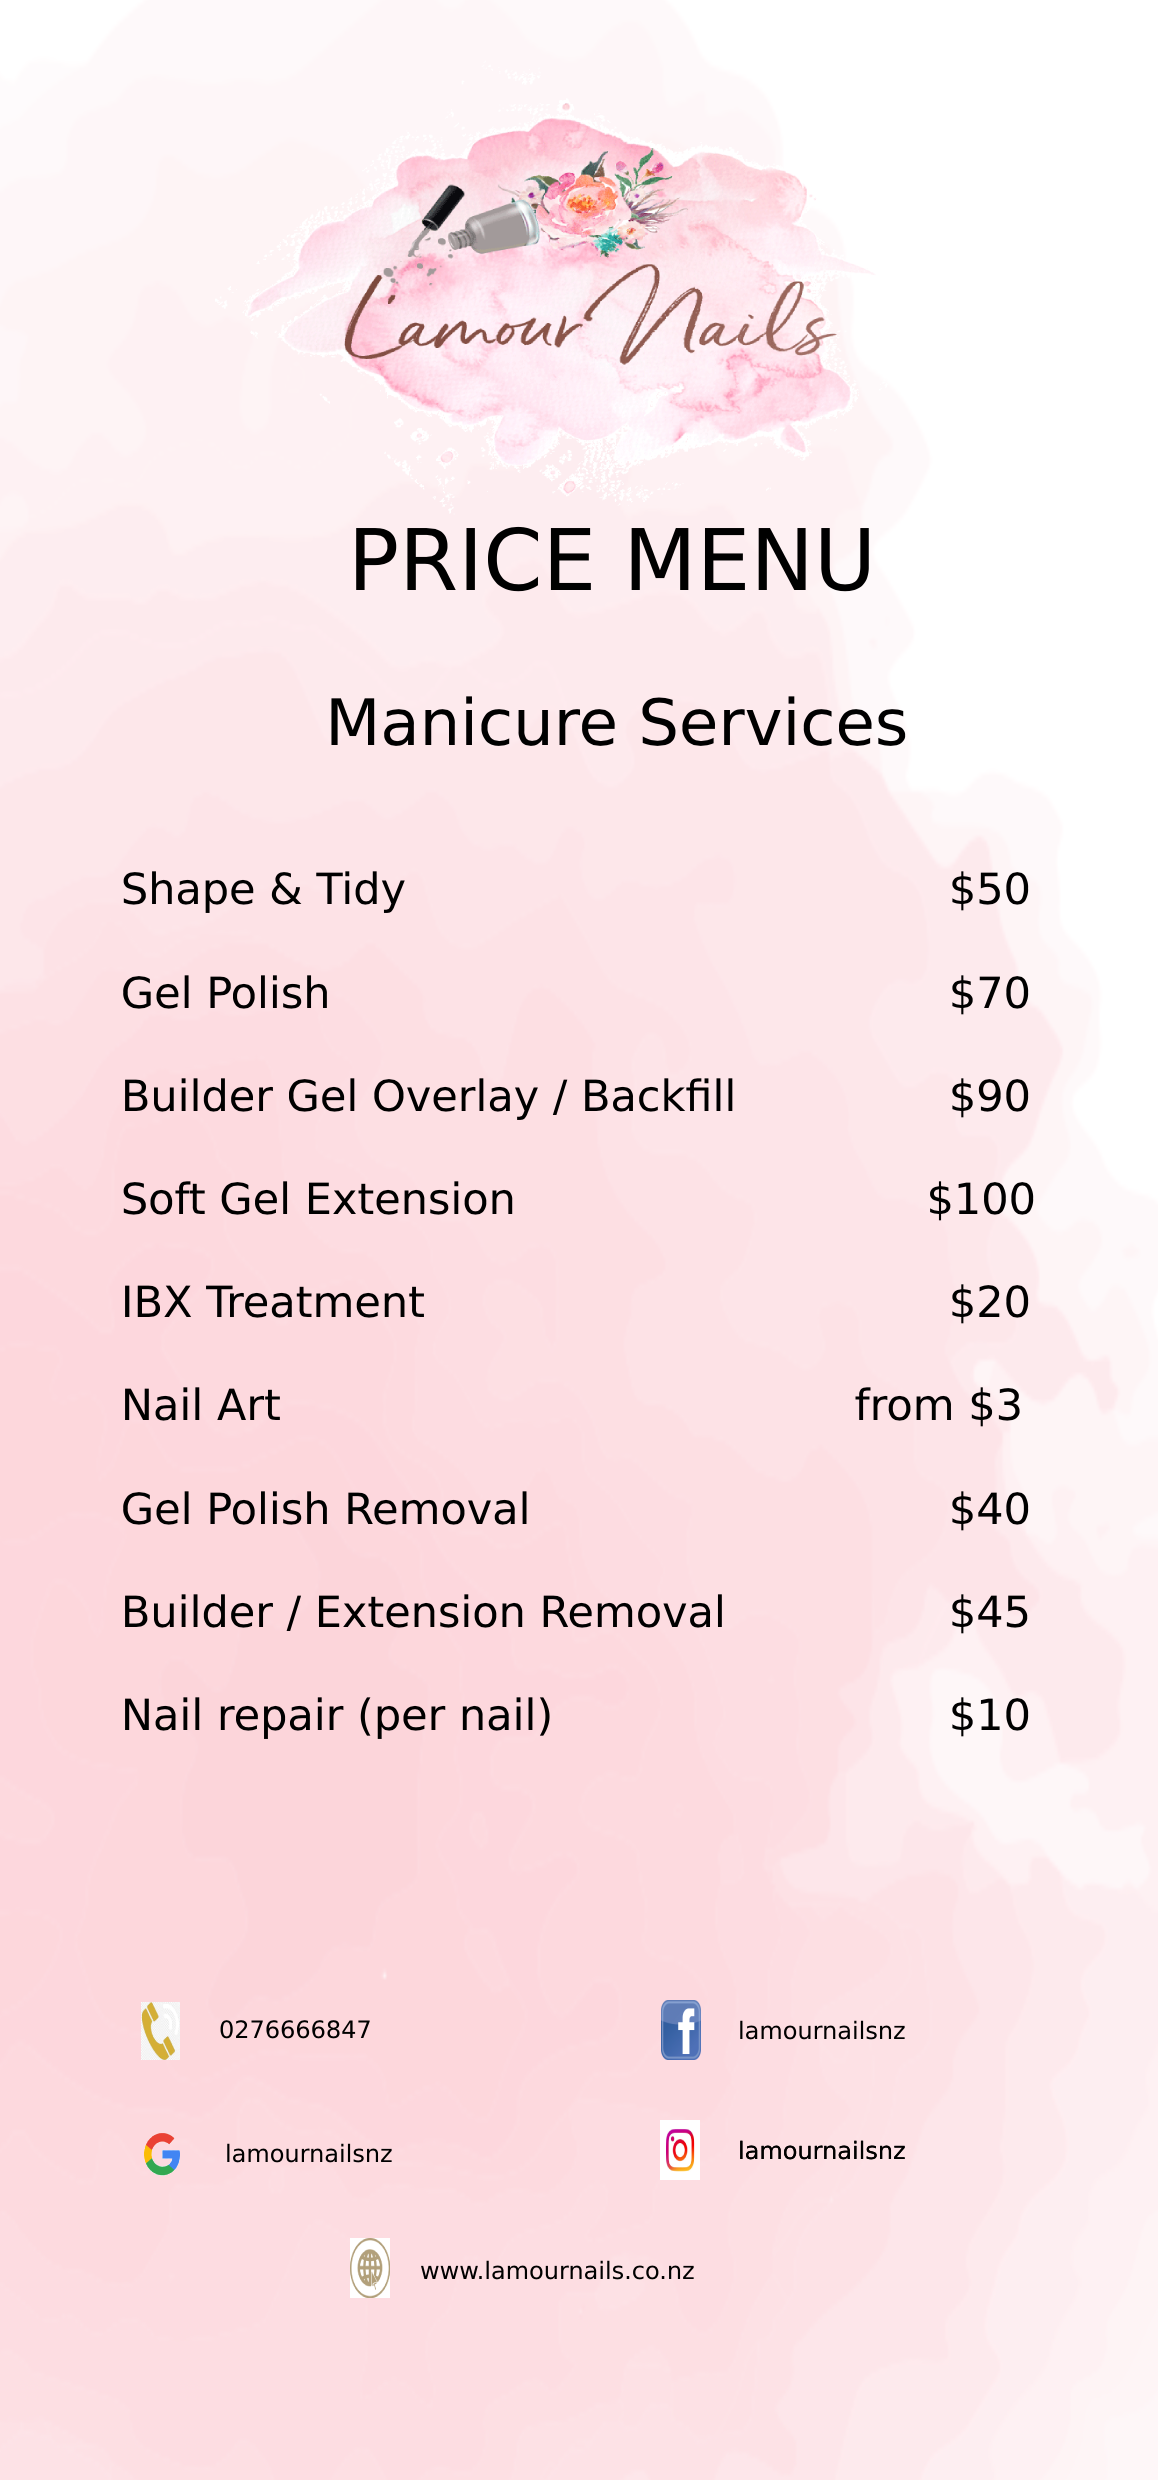 L'amour Nails
PRICE MENU
Manicure Services
Shape & Tidy $50
Gel Polish $70
Builder Gel Overlay / Backfill $90
Soft Gel Extension $100
IBX Treatment $20
Nail Art from $3
Gel Polish Removal $40
Builder / Extension Removal $45
Nail repair (per nail) $10
0276666847 lamournailsnz
lamournailsnz lamournailsnz
www.lamournails.co.nz